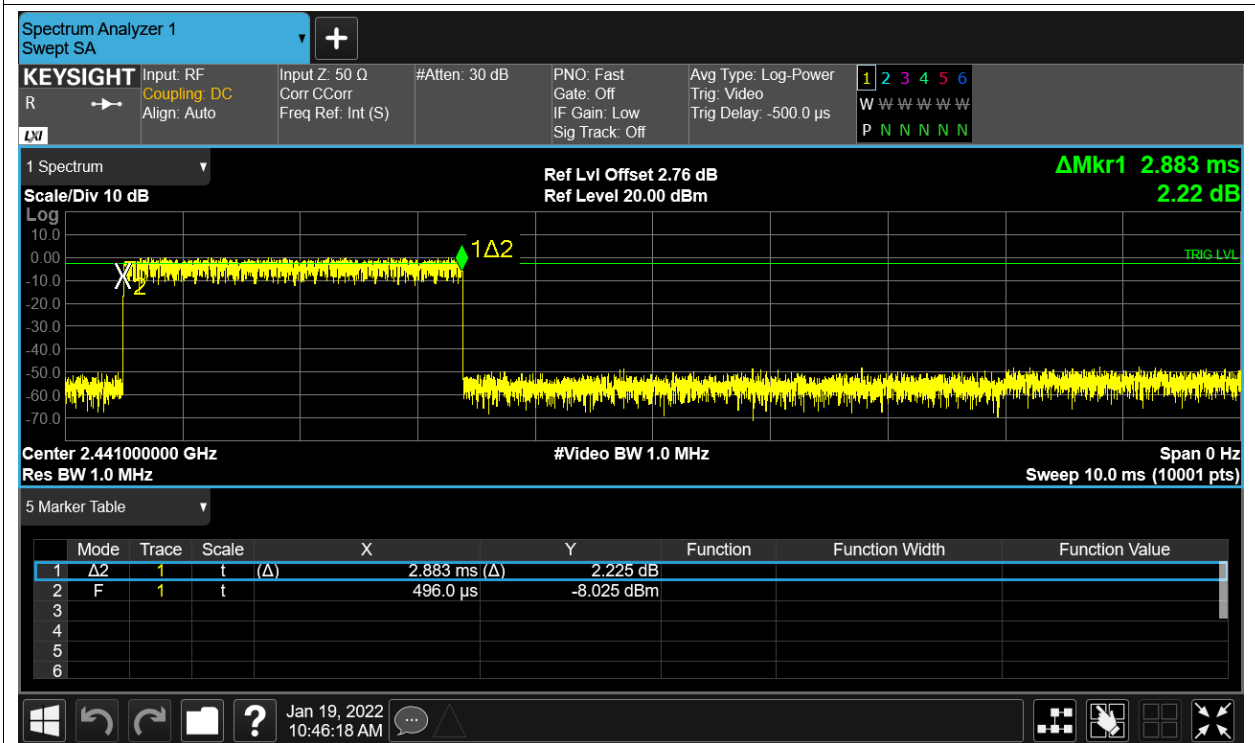 Spectrum Analyzer 1
Swept SA
KEYSIGHT Input: RF Input Z: 50 Ω #Atten: 30 dB PNO: Fast Avg Type: Log-Power 1 2 3 4 5 6
R Coupling: DC Corr CCorr Gate: Off Trig: Video W W W W W W
Align: Auto Freq Ref: Int (S) IF Gain: Low Trig Delay: -500.0 µs
LXI Sig Track: Off P N N N N N
1 Spectrum Ref Lvl Offset 2.76 dB ΔMkr1 2.883 ms
Scale/Div 10 dB Ref Level 20.00 dBm 2.22 dB
Log
10.0
1Δ2
0.00 TRIG LVL
-10.0 X2
-20.0
-30.0
-40.0
-50.0
-60.0
-70.0
Center 2.441000000 GHz #Video BW 1.0 MHz Span 0 Hz
Res BW 1.0 MHz Sweep 10.0 ms (10001 pts)
5 Marker Table
Mode Trace Scale X Y Function Function Width Function Value
1 Δ2 1 t (Δ) 2.883 ms (Δ) 2.225 dB
2 F 1 t 496.0 µs -8.025 dBm
3
4
5
6
? Jan 19, 2022
10:46:18 AM